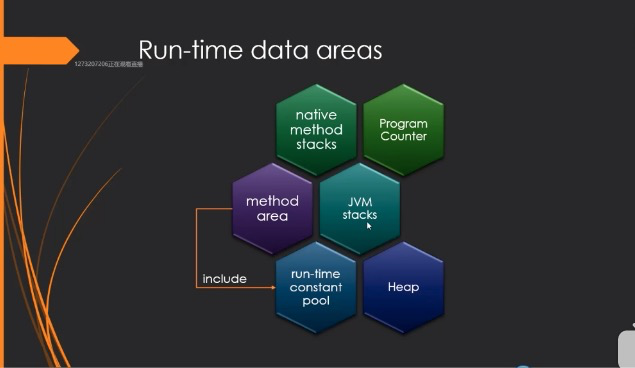 Run-time data areas
1273207206正在观看直播
native
method
stacks
Program
Counter
method
area
JVM
stacks
include
run-time
constant
pool
Heap